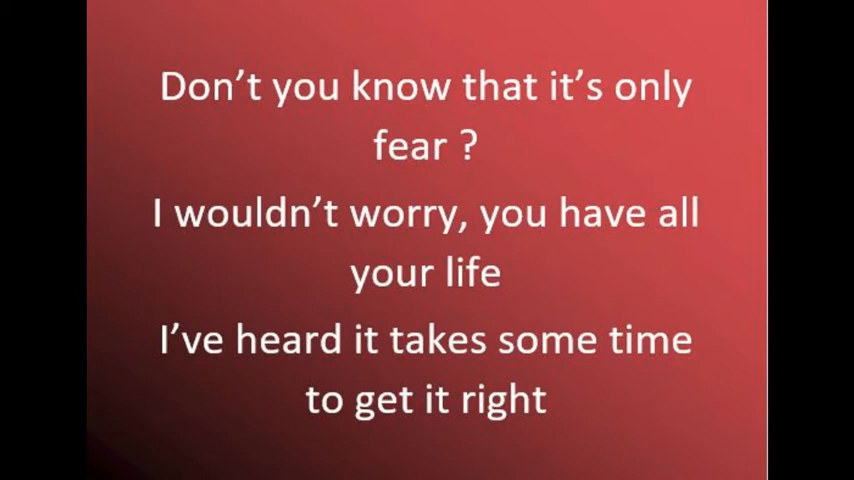 Don’t you know that it’s only
fear ?
I wouldn’t worry, you have all
your life
I’ve heard it takes some time
to get it right